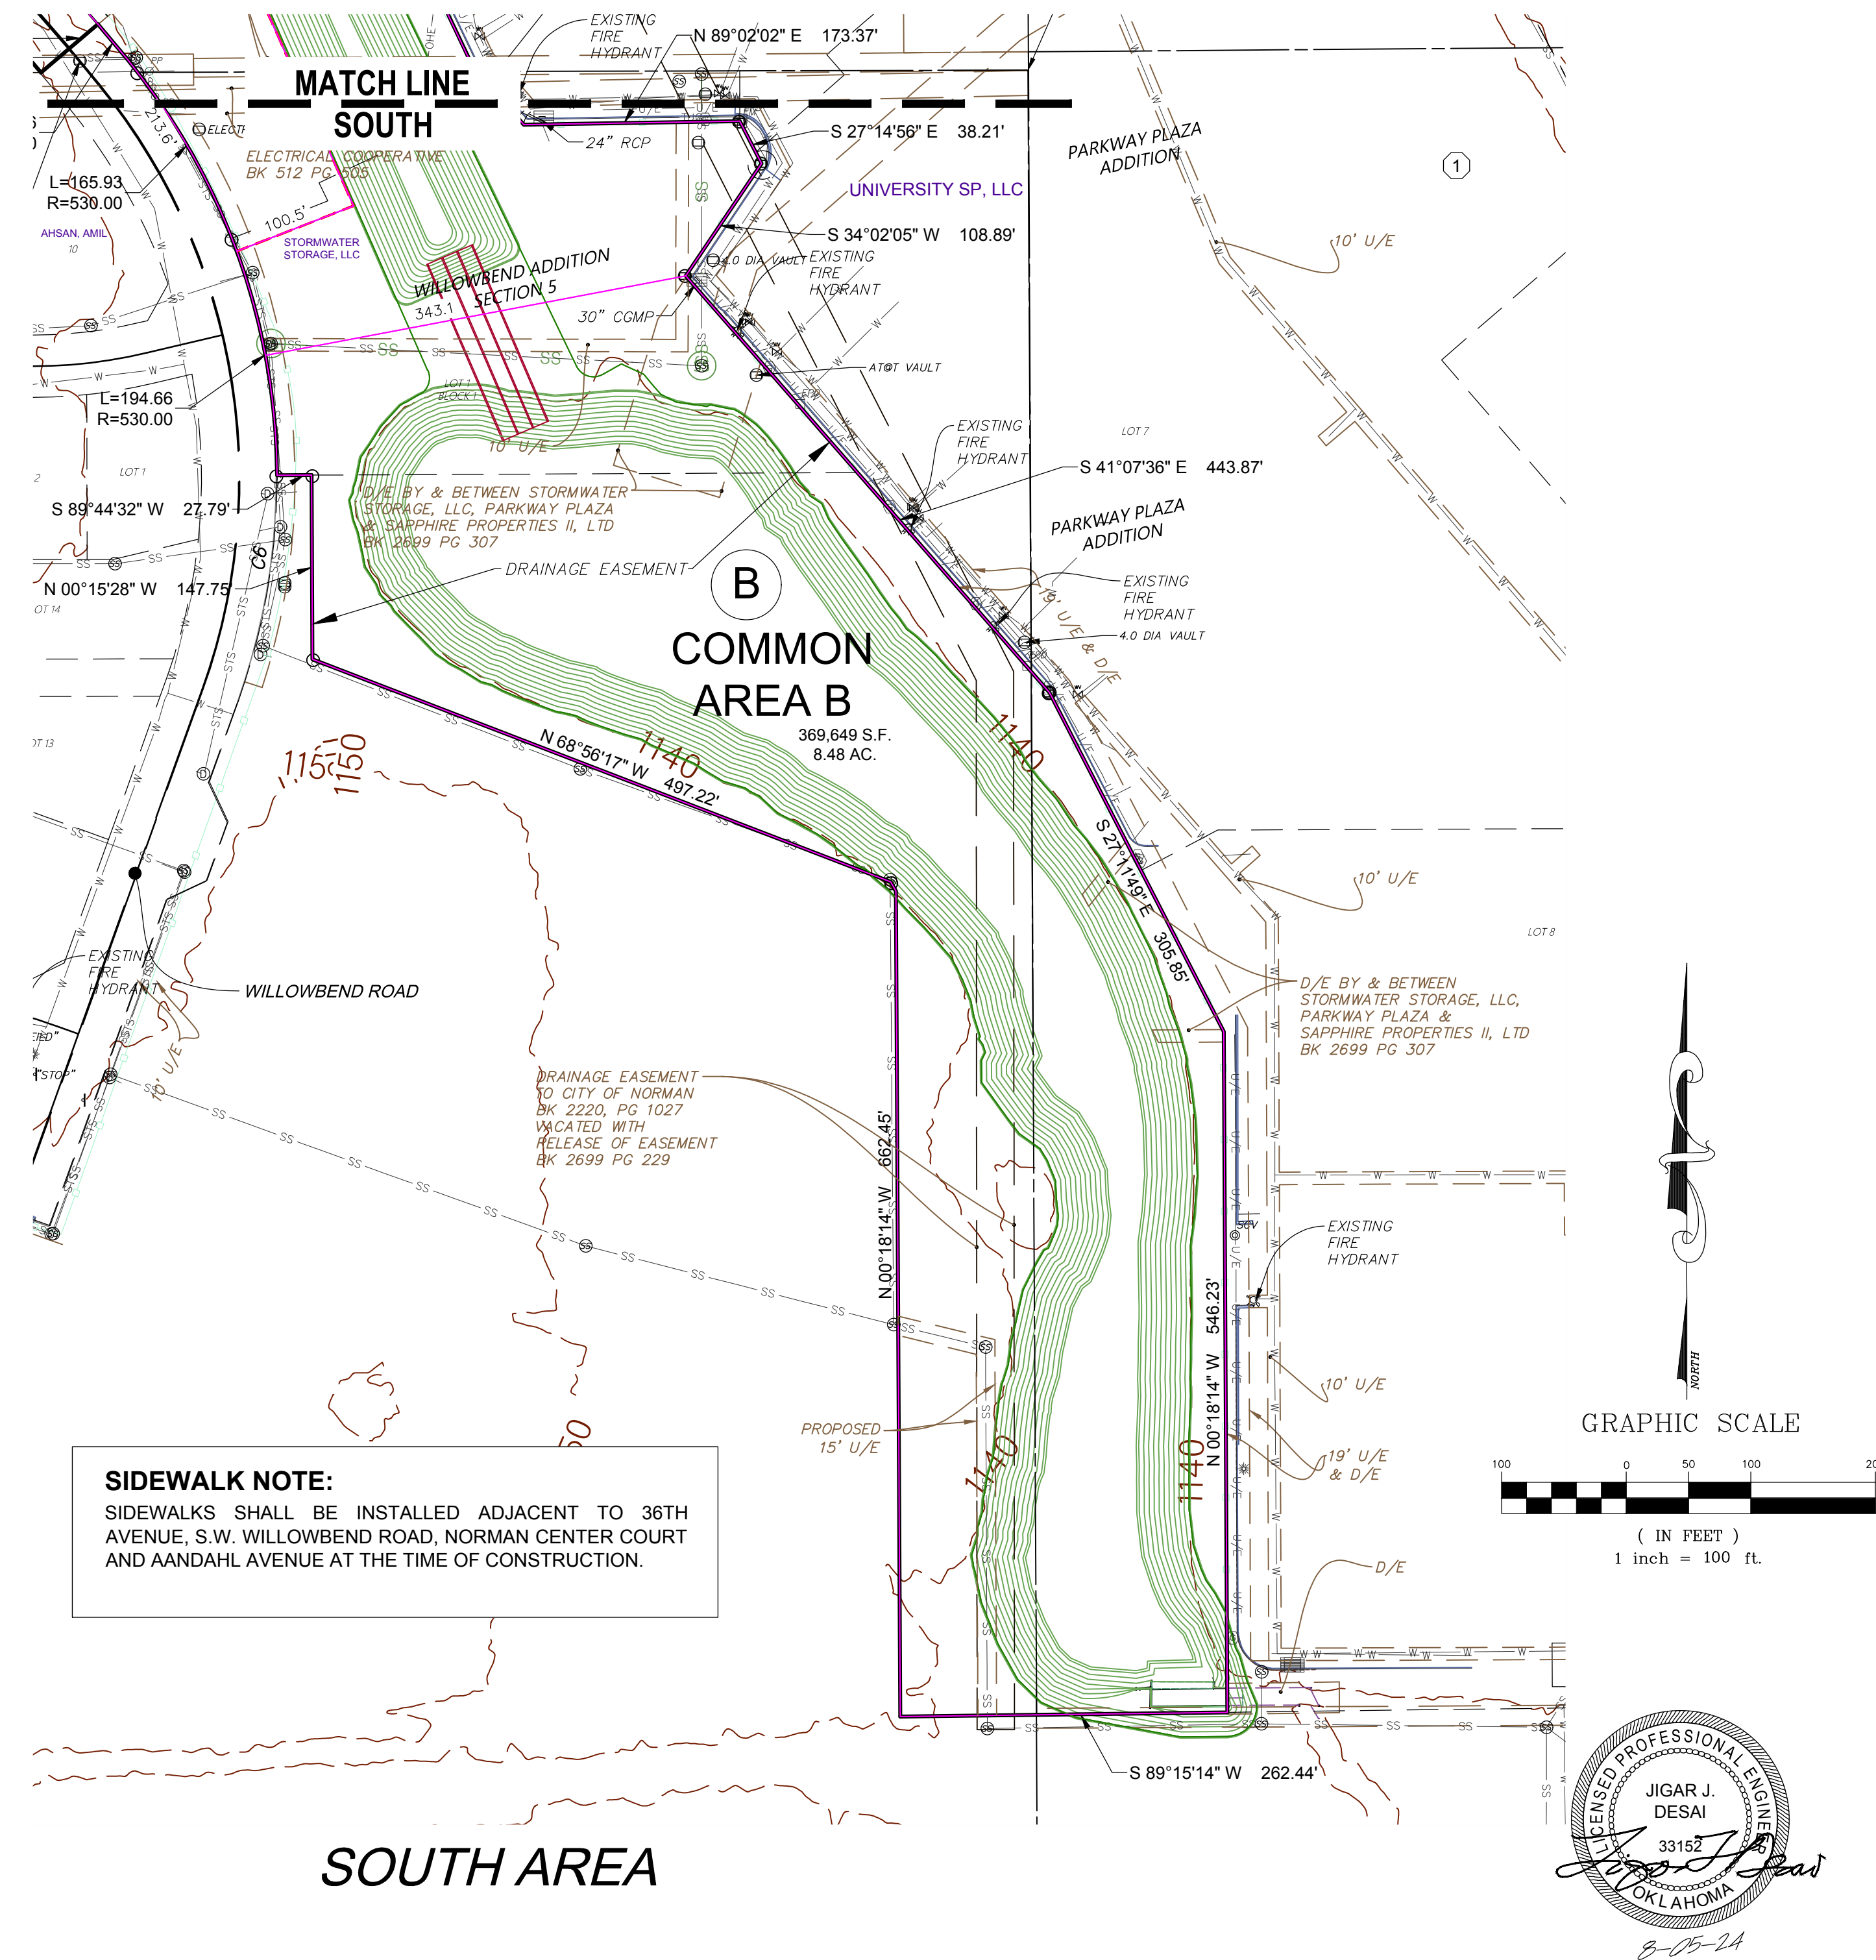 EXISTING
FIRE
HYDRANT
N 89°02'02" E 173.37'
MATCH LINE
SOUTH
24" RCP
S 27°14'56" E 38.21'
PARKWAY PLAZA
ADDITION
1
213.6'
ELECTRICAL COOPERATIVE
BK 512 PG 505
L=165.93
R=530.00
UNIVERSITY SP, LLC
100.5'
AHSAN, AMIL
10
STORMWATER
STORAGE, LLC
S 34°02'05" W 108.89'
10' U/E
4.0 DIA VAULT
EXISTING
FIRE
HYDRANT
WILLOWBEND ADDITION
SECTION 5
343.1
30" CGMP
AT@T VAULT
LOT 1
BLOCK 1
L=194.66
R=530.00
10' U/E
EXISTING
FIRE
HYDRANT
LOT 7
LOT 1
S 41°07'36" E 443.87'
S 89°44'32" W 27.79'
D/E BY & BETWEEN STORMWATER
STORAGE, LLC, PARKWAY PLAZA
& SAPPHIRE PROPERTIES II, LTD
BK 2699 PG 307
PARKWAY PLAZA
ADDITION
C6
DRAINAGE EASEMENT
B
N 00°15'28" W 147.75'
EXISTING
FIRE
HYDRANT
OT 14
4.0 DIA VAULT
19' U/E & D/E
COMMON
AREA B
369,649 S.F.
8.48 AC.
OT 13
1150
1140
1140
N 68°56'17" W 497.22'
S 27°11'49" E 305.85'
10' U/E
LOT 8
EXISTING
FIRE
HYDRANT
WILLOWBEND ROAD
D/E BY & BETWEEN
STORMWATER STORAGE, LLC,
PARKWAY PLAZA &
SAPPHIRE PROPERTIES II, LTD
BK 2699 PG 307
"STOP"
10' U/E
DRAINAGE EASEMENT
TO CITY OF NORMAN
BK 2220, PG 1027
VACATED WITH
RELEASE OF EASEMENT
BK 2699 PG 229
N 00°18'14" W 662.45'
EXISTING
FIRE
HYDRANT
N 00°18'14" W 546.23'
10' U/E
PROPOSED
15' U/E
19' U/E
& D/E
1140
1140
D/E
NORTH
GRAPHIC SCALE
100 0 50 100
( IN FEET )
1 inch = 100 ft.
SIDEWALK NOTE:
SIDEWALKS SHALL BE INSTALLED ADJACENT TO 36TH
AVENUE, S.W. WILLOWBEND ROAD, NORMAN CENTER COURT
AND AANDAHL AVENUE AT THE TIME OF CONSTRUCTION.
S 89°15'14" W 262.44'
SOUTH AREA
LICENSED PROFESSIONAL ENGINEER
JIGAR J.
DESAI
33152
OKLAHOMA
8-05-24